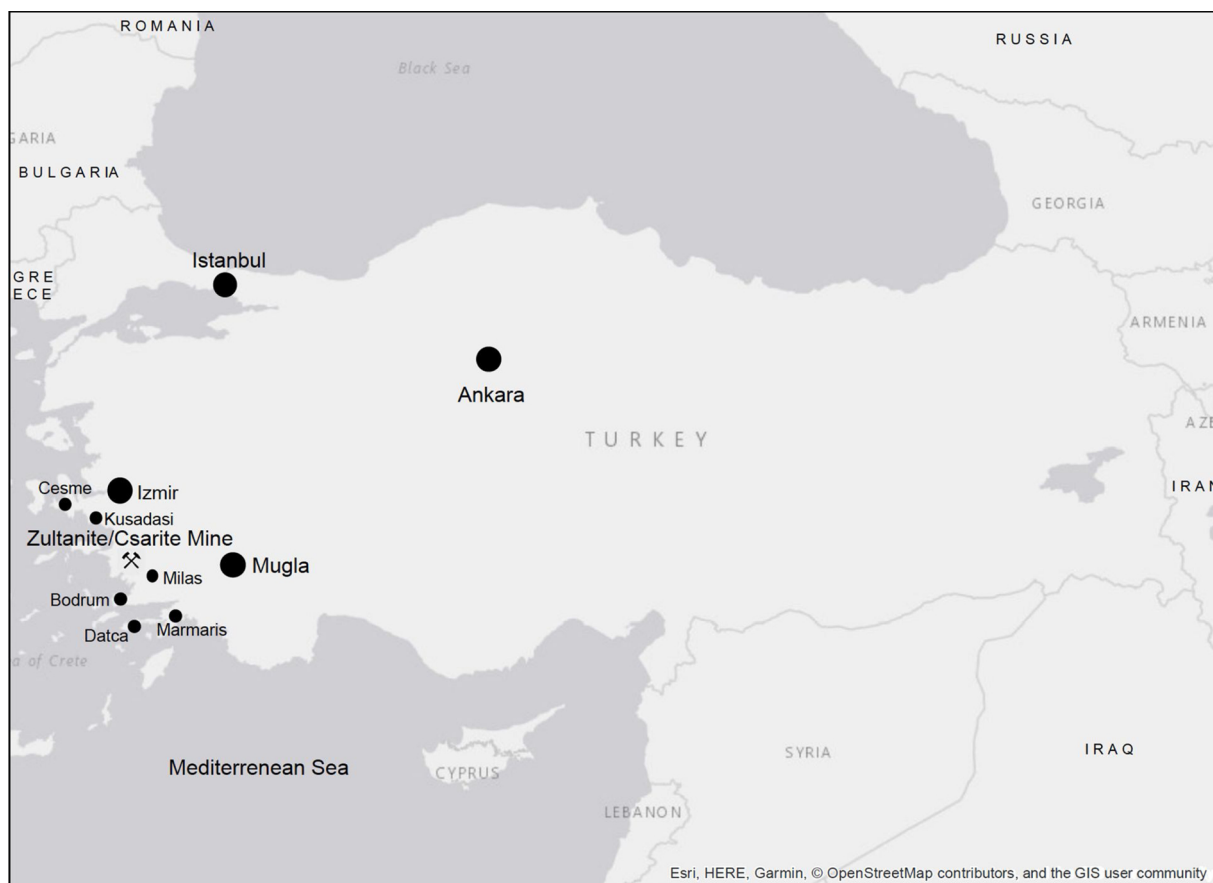 ROMANIA
RUSSIA
Black Sea
GARIA
BULGARIA
GEORGIA
Istanbul
GRE
ECE
ARMENIA
Ankara
AZE
TURKEY
Cesme
Izmir
IRAN
Kusadasi
Zultanite/Csarite Mine
Mugla
Milas
Bodrum
Marmaris
Datca
a of Crete
IRAQ
SYRIA
Mediterrenean Sea
CYPRUS
LEBANON
Esri, HERE, Garmin, © OpenStreetMap contributors, and the GIS user community